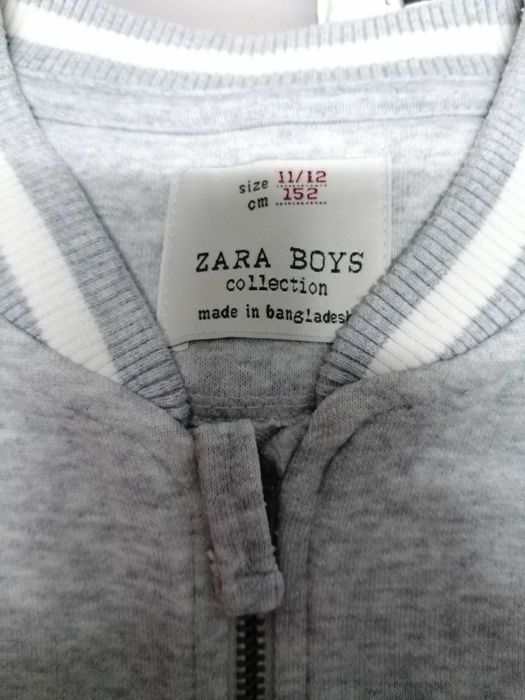 size 11/12
cm 152
ZARA BOYS
collection
made in bangladesh